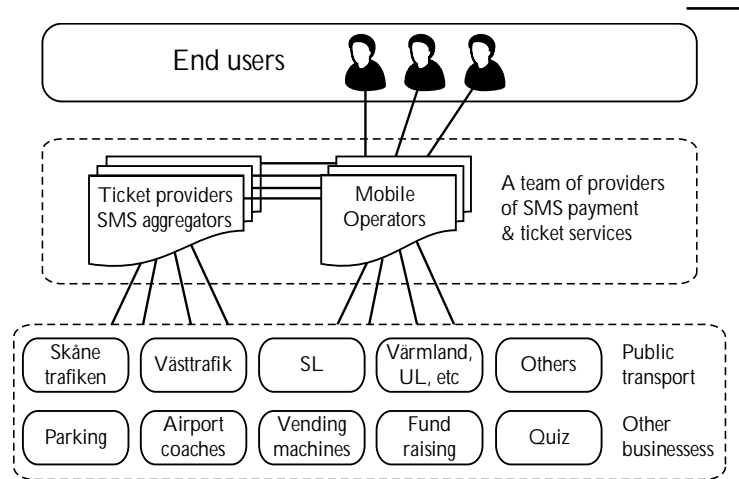 End users
Ticket providers
SMS aggregators
Mobile
Operators
A team of providers
of SMS payment
& ticket services
Skåne
trafiken
Västtrafik
SL
Värmland,
UL, etc
Others
Public
transport
Parking
Airport
coaches
Vending
machines
Fund
raising
Quiz
Other
businessess